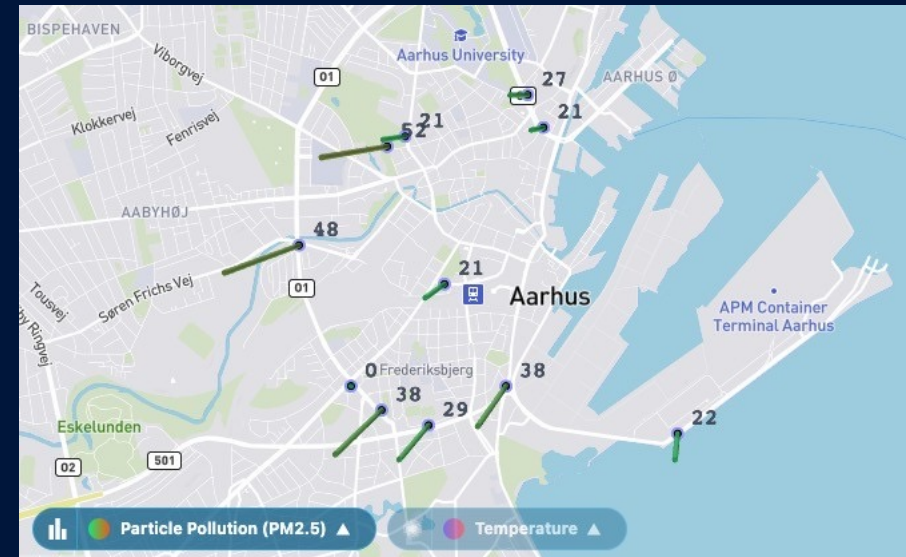 BISPEHAVEN
Viborgvej
Aarhus University
01
27
AARHUS Ø
Klokkervej
Fenrisvej
21
52
21
AABYHØJ
48
Søren Frichs Vej
01
21
Aarhus
Tousvej
by Ringvej
APM Container
Terminal Aarhus
0
Frederiksbjerg
38
38
29
22
Eskelunden
02
501
Particle Pollution (PM2.5) ▲
Temperature ▲